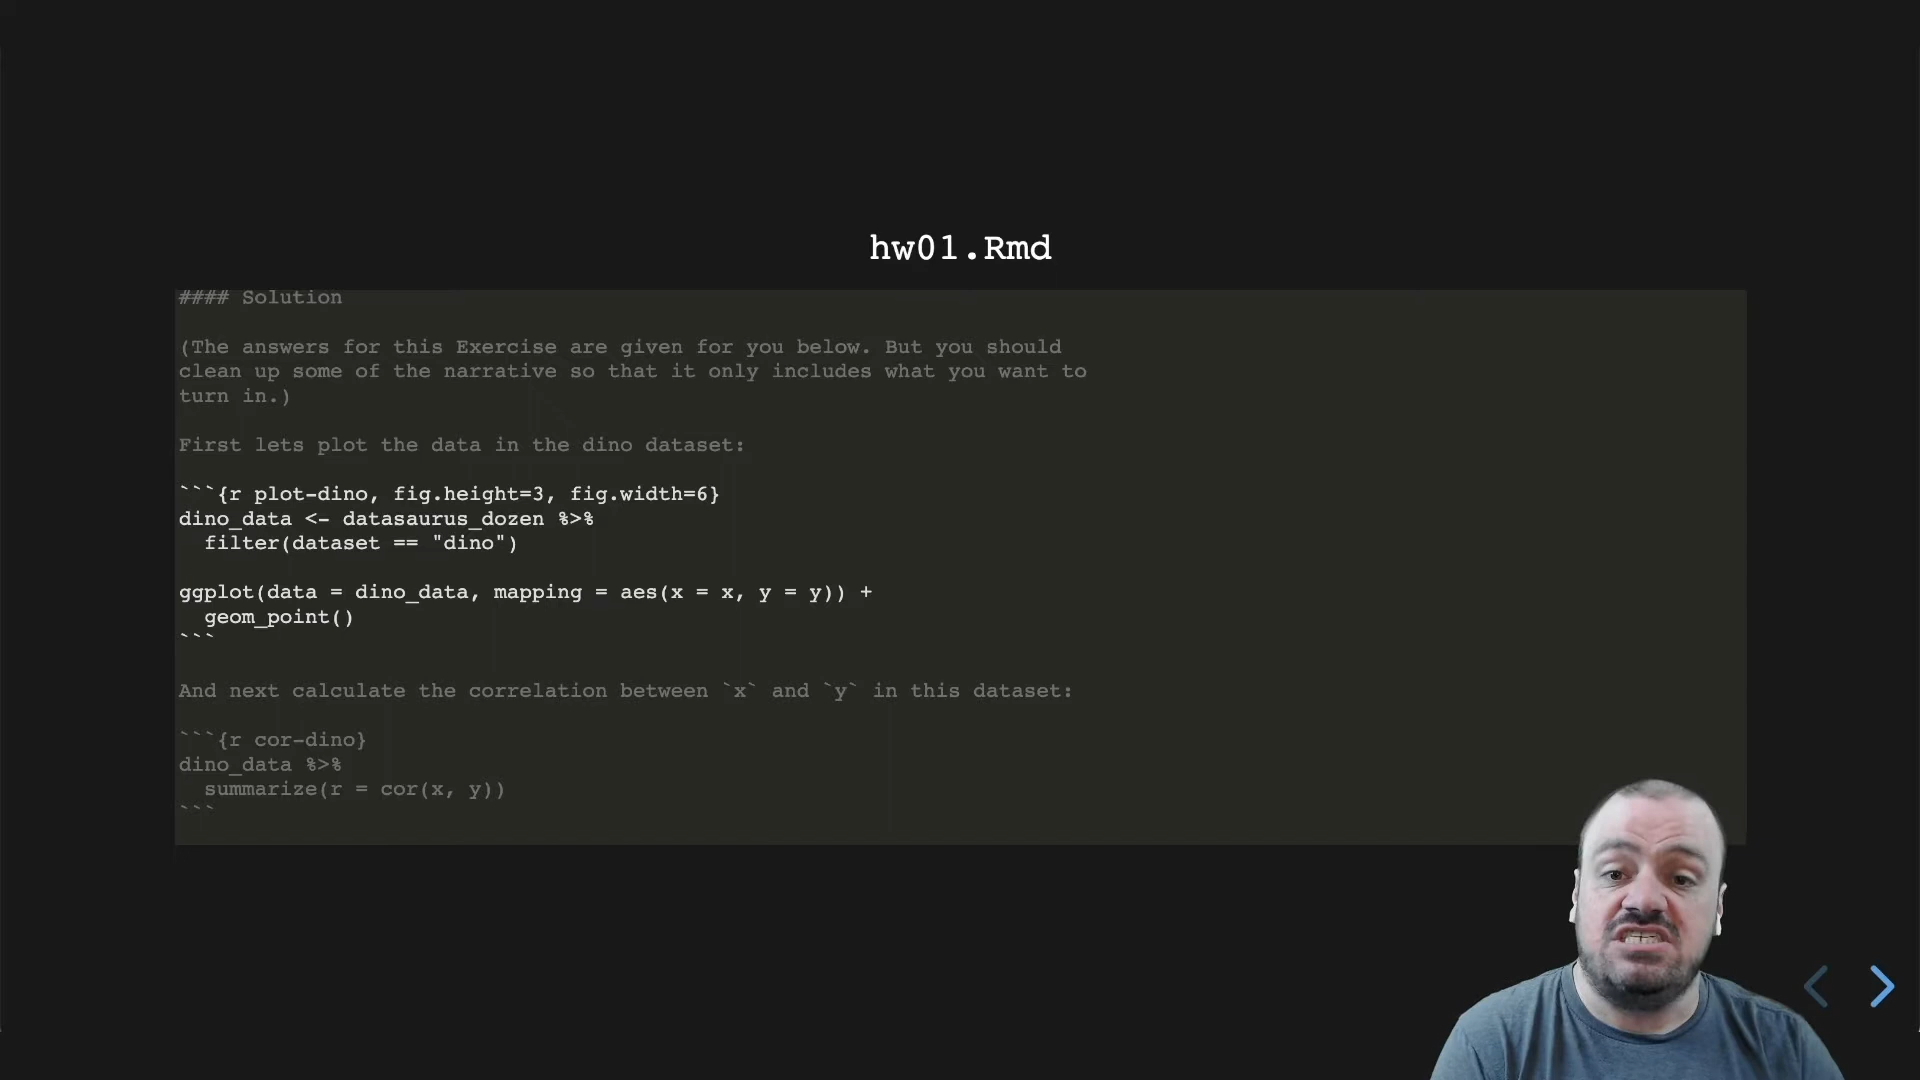 hw01.Rmd
#### Solution
(The answers for this Exercise are given for you below. But you should
clean up some of the narrative so that it only includes what you want to
turn in.)
First lets plot the data in the dino dataset:
```{r plot-dino, fig.height=3, fig.width=6}
dino_data <- datasaurus_dozen %>%
  filter(dataset == "dino")
ggplot(data = dino_data, mapping = aes(x = x, y = y)) +
  geom_point()
```
And next calculate the correlation between `x` and `y` in this dataset:
```{r cor-dino}
dino_data %>%
  summarize(r = cor(x, y))
```